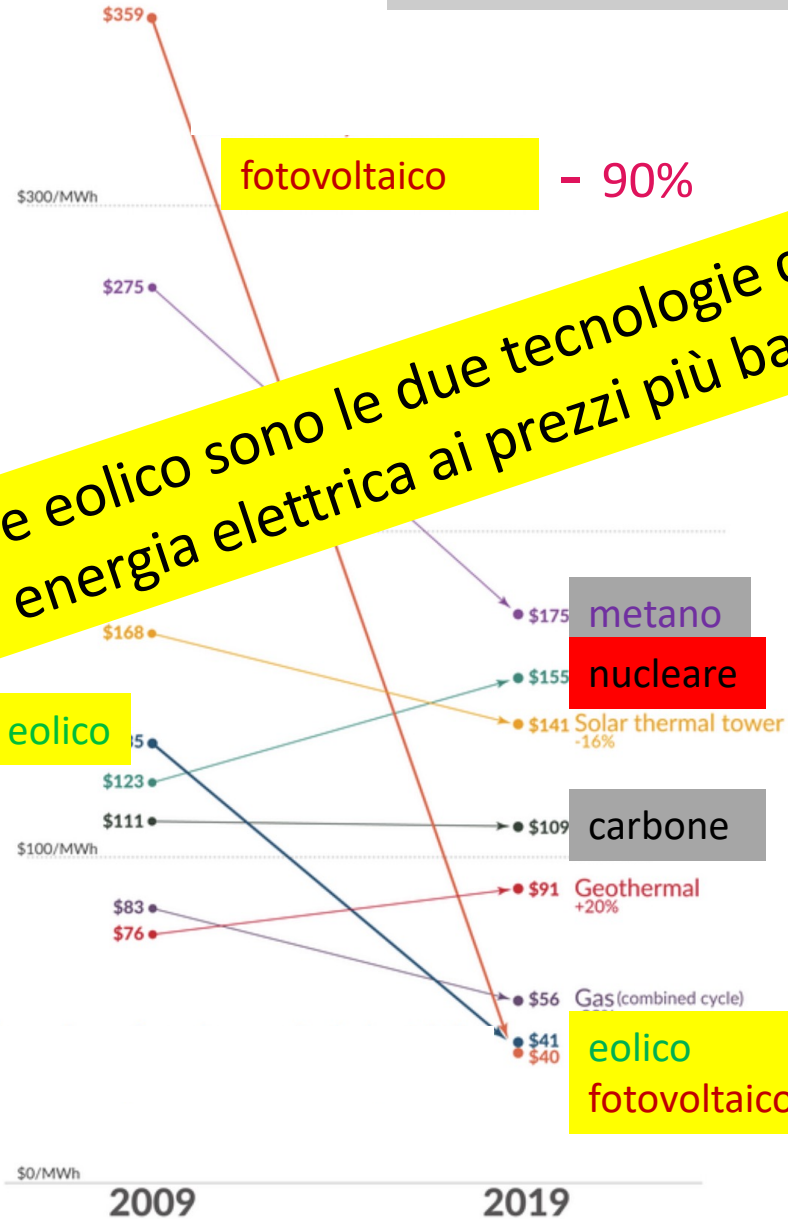 $359
fotovoltaico
- 90%
$300/MWh
$275
e eolico sono le due tecnologie
energia elettrica ai prezzi più
$175 metano
$168
$155 nucleare
$141 Solar thermal tower
-16%
eolico
$123
$111
$109 carbone
$100/MWh
$91 Geothermal
+20%
$83
$76
$56 Gas (combined cycle)
$41 eolico
$40
fotovoltaico
$0/MWh
2009
2019